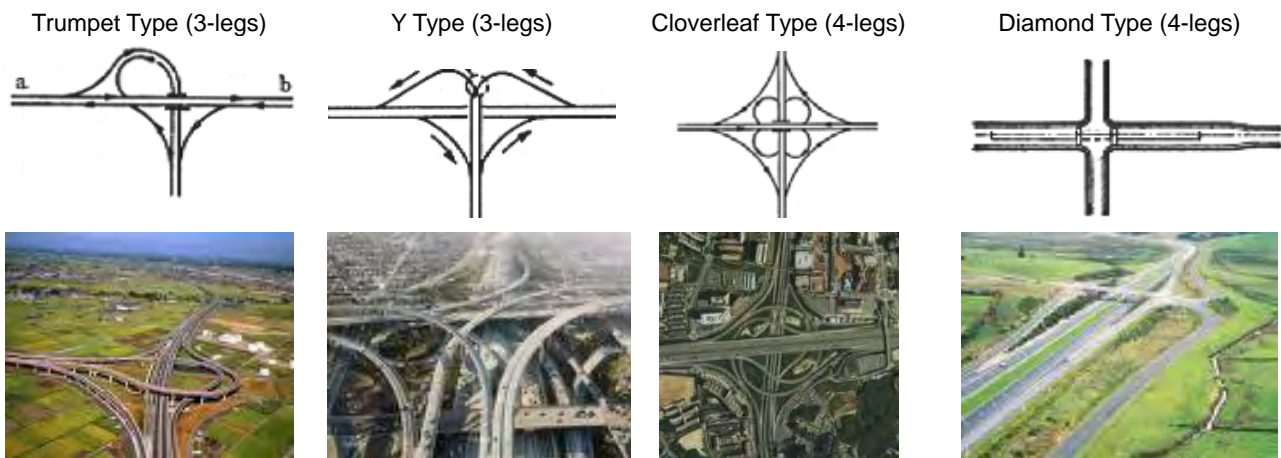 Trumpet Type (3-legs)
Y Type (3-legs)
Cloverleaf Type (4-legs)
Diamond Type (4-legs)
a
b